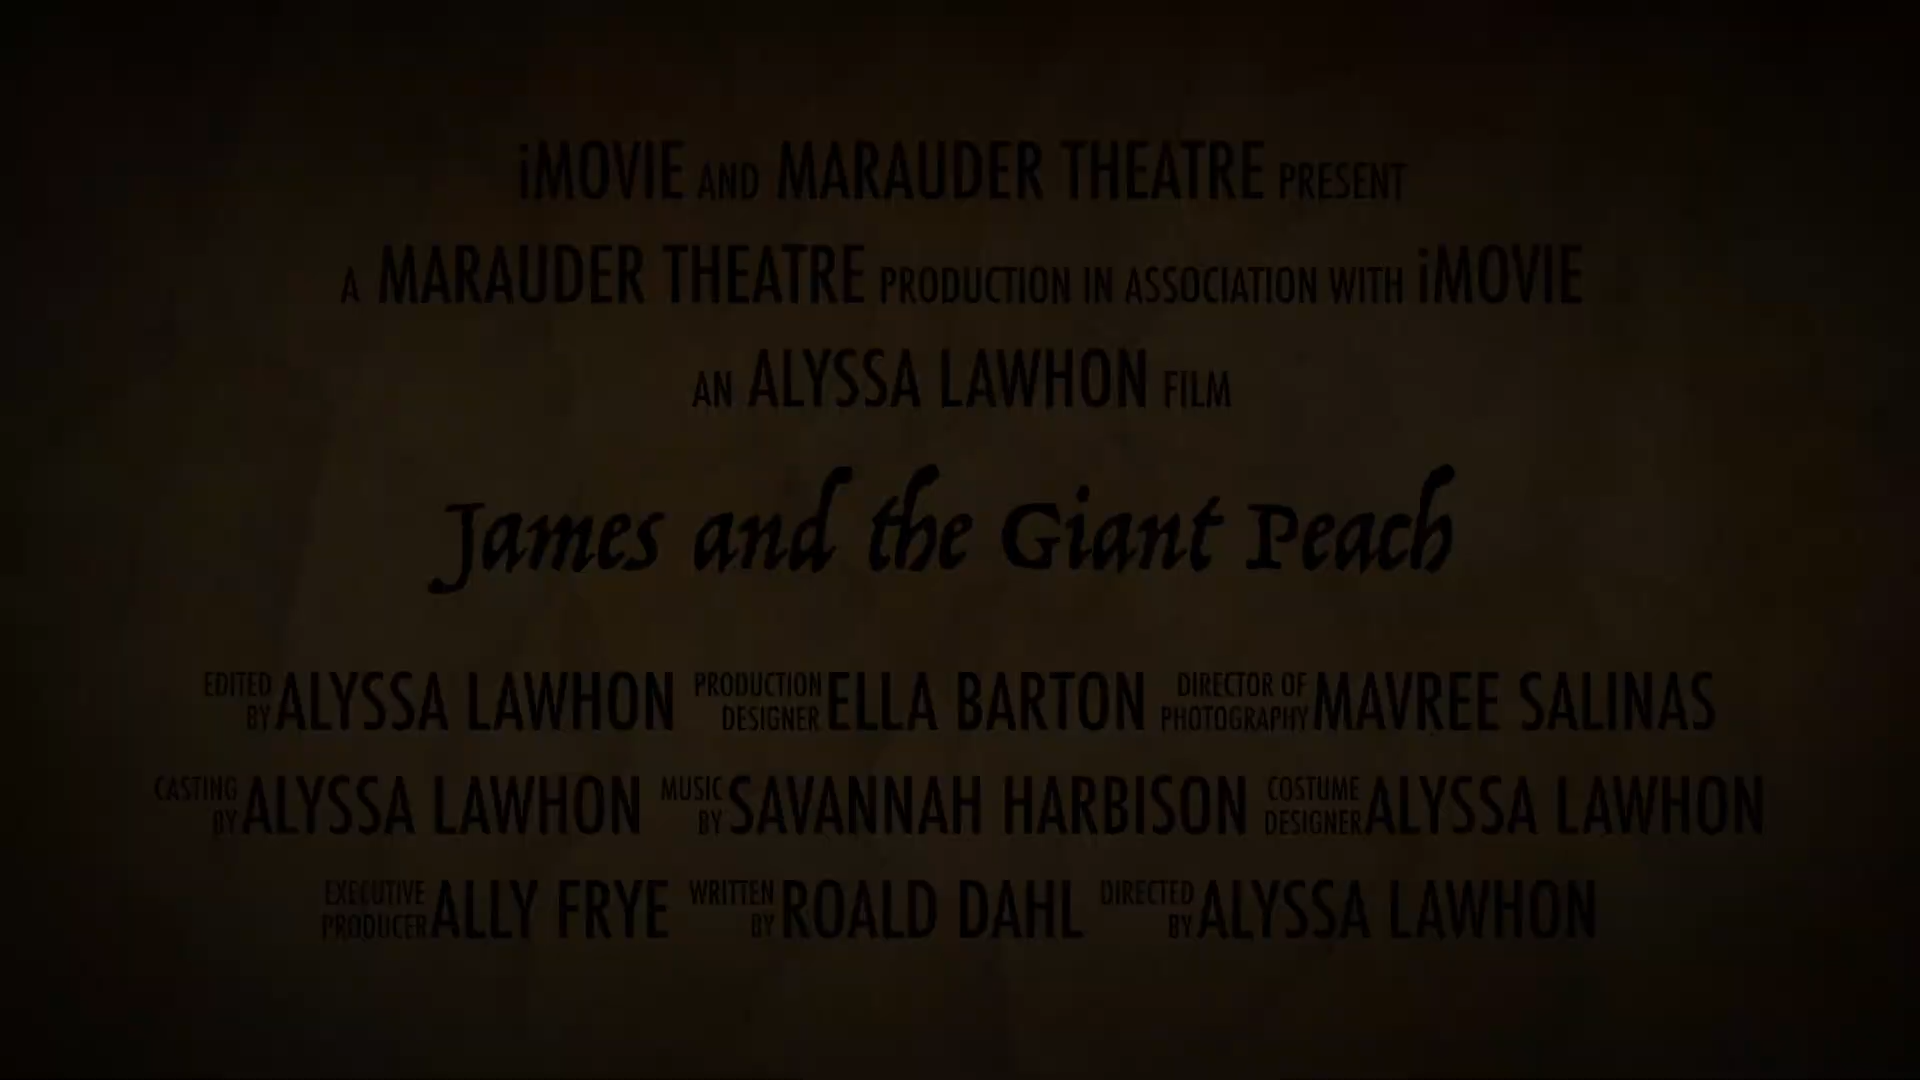 iMOVIE AND MARAUDER THEATRE PRESENT
A MARAUDER THEATRE PRODUCTION IN ASSOCIATION WITH iMOVIE
AN ALYSSA LAWHON FILM
James and the Giant Peach
EDITED BY ALYSSA LAWHON PRODUCTION DESIGNER ELLA BARTON DIRECTOR OF PHOTOGRAPHY MAVREE SALINAS
CASTING BY ALYSSA LAWHON MUSIC BY SAVANNAH HARBISON COSTUME DESIGNER ALYSSA LAWHON
EXECUTIVE PRODUCER ALLY FRYE WRITTEN BY ROALD DAHL DIRECTED BY ALYSSA LAWHON